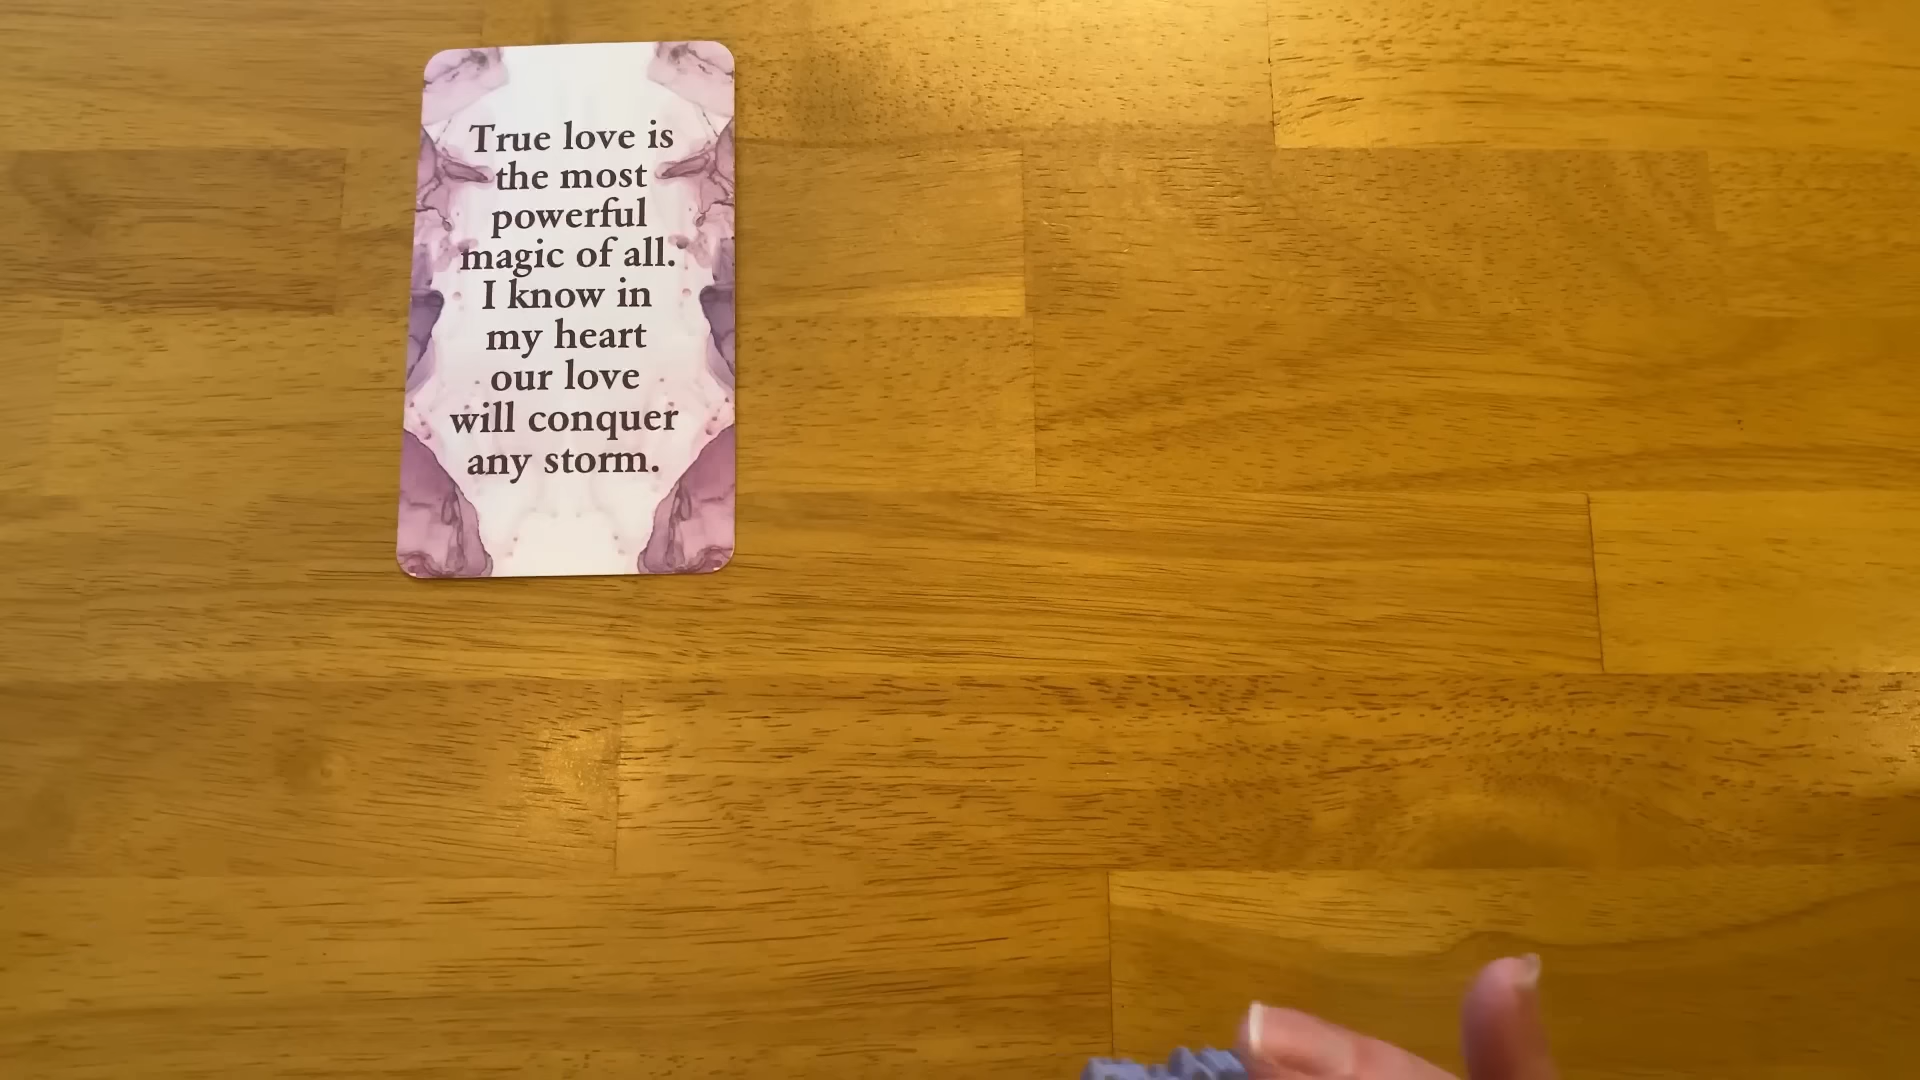 True love is
the most
powerful
magic of all.
I know in
my heart
our love
will conquer
any storm.